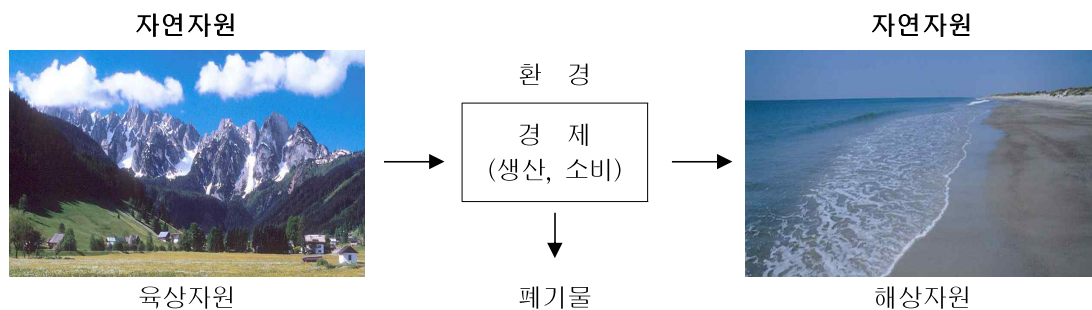 자연자원
자연자원
환 경
경 제
(생산, 소비)
육상자원
폐기물
해상자원